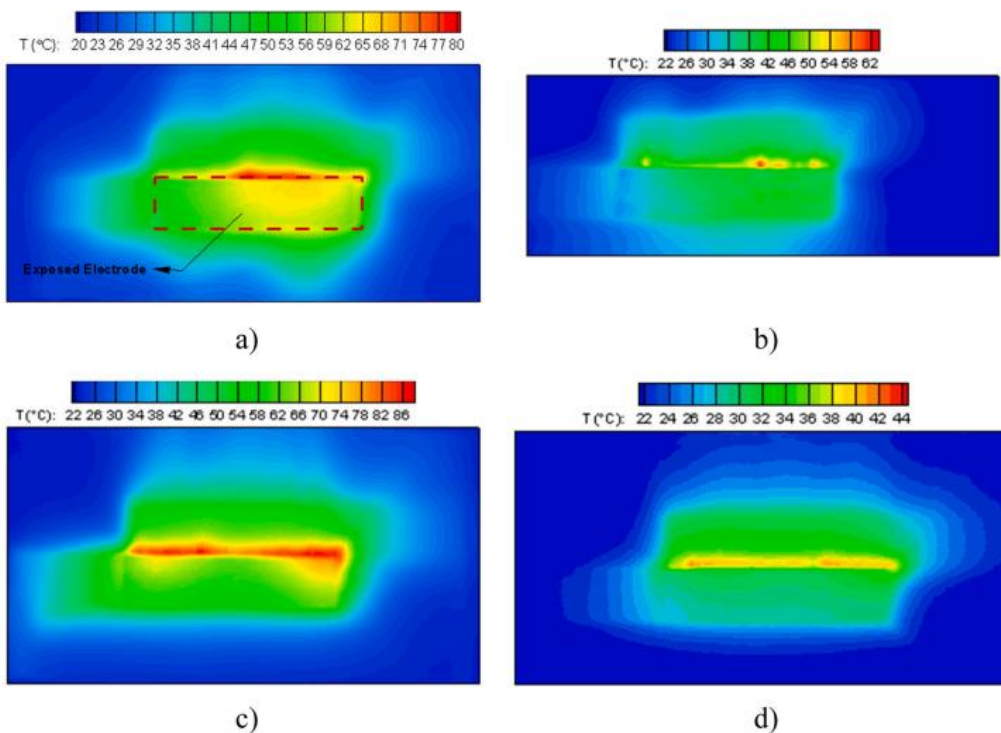 T (°C): 20 23 26 29 32 35 38 41 44 47 50 53 56 59 62 65 68 71 74 77 80
T(°C): 22 26 30 34 38 42 46 50 54 58 62
Exposed Electrode
a)
b)
T(°C): 22 26 30 34 38 42 46 50 54 58 62 66 70 74 78 82 86
T(°C): 22 24 26 28 30 32 34 36 38 40 42 44
c)
d)